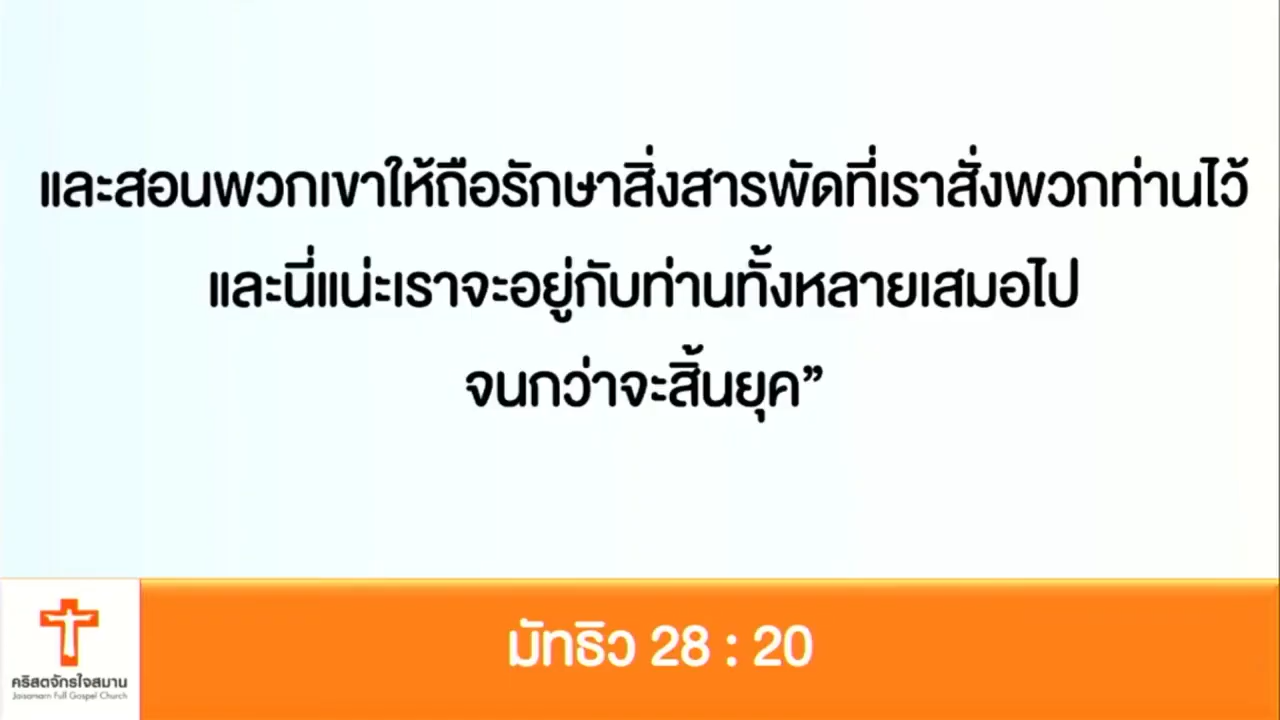 และสอนพวกเขาให้ถือรักษาสิ่งสารพัดที่เราสั่งพวกท่านไว้
และนี่แน่ะเราจะอยู่กับท่านทั้งหลายเสมอไป
จนกว่าจะสิ้นยุค”
มัทธิว 28 : 20
คริสตจักรใจสมาน
Jaisamarn Full Gospel Church